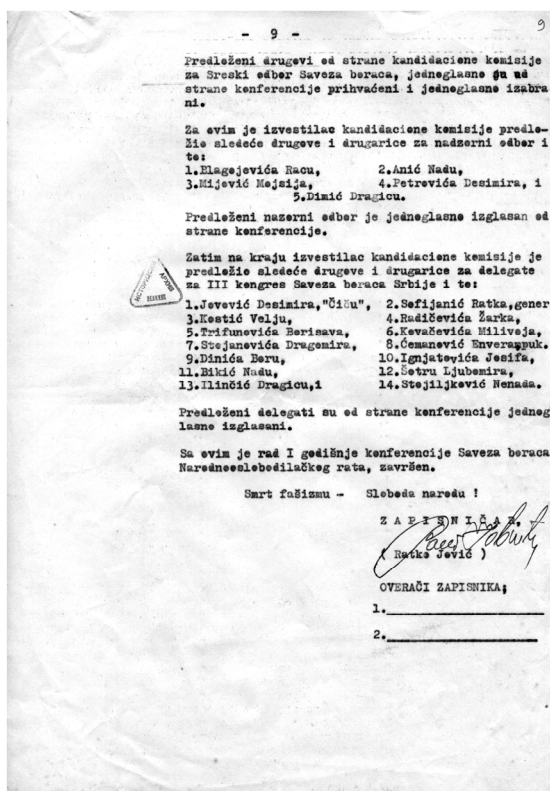 - 9 -
9
Predloženi drugovi od strane kandidacione komisije
za Sreski odbor Saveza boraca, jednoglasno su od
strane konferencije prihvaćeni i jednoglasno izabra
ni.
Za ovim je izvestilac kandidacione komisije predlo-
žio sledeće drugove i drugarice za nadzorni odbor i
to:
1.Blagojevića Racu, 2.Anić Nadu,
3.Mijević Mojsija, 4.Petrovića Desimira, i
5.Dimić Dragicu.
Predloženi nazorni odbor je jednoglasno izglasan od
strane konferencije.
Zatim na kraju izvestilac kandidacione komisije je
predložio sledeće drugove i drugarice za delegate
za III kongres Saveza boraca Srbije i to:
1.Jovović Desimira,"Čiču", 2.Sofijanić Ratka,gener
3.Kostić Velju, 4.Radičevića Žarka,
5.Trifunovića Borisava, 6.Kovačevića Milivoja,
7.Stojanovića Dragomira, 8.Ćemanović Envera,puk.
9.Dinića Boru, 10.Ignjatovića Josifa,
11.Bikić Nadu, 12.Šotru Ljubomira,
13.Ilinčić Dragicu,i 14.Stojiljković Nenada.
Predloženi delegati su od strane konferencije jednog
lasno izglasani.
Sa ovim je rad I godišnje konferencije Saveza boraca
Narodnooslobodilačkog rata, završen.
Smrt fašizmu - Sloboda narodu !
Z A P I S N I Č A R,
( Ratko Jović )
OVERAČI ZAPISNIKA;
1.
2.